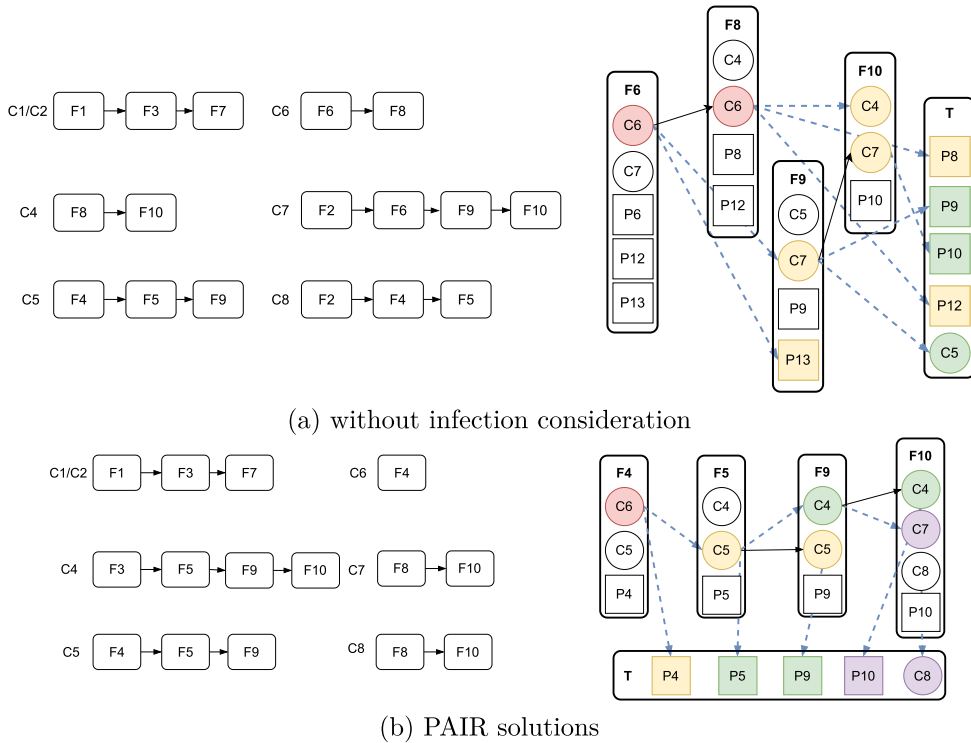 C1/C2 F1 F3 F7
C6 F6 F8
C4 F8 F10
C7 F2 F6 F9 F10
C5 F4 F5 F9
C8 F2 F4 F5
F6
C6
C7
P6
P12
P13
F8
C4
C6
P8
P12
F9
C5
C7
P9
P13
F10
C4
C7
P10
T
P8
P9
P10
P12
C5
(a) without infection consideration
C1/C2 F1 F3 F7
C6 F4
C4 F3 F5 F9 F10
C7 F8 F10
C5 F4 F5 F9
C8 F8 F10
F4
C6
C5
P4
F5
C4
C5
P5
F9
C4
C5
P9
F10
C4
C7
C8
P10
T P4 P5 P9 P10 C8
(b) PAIR solutions